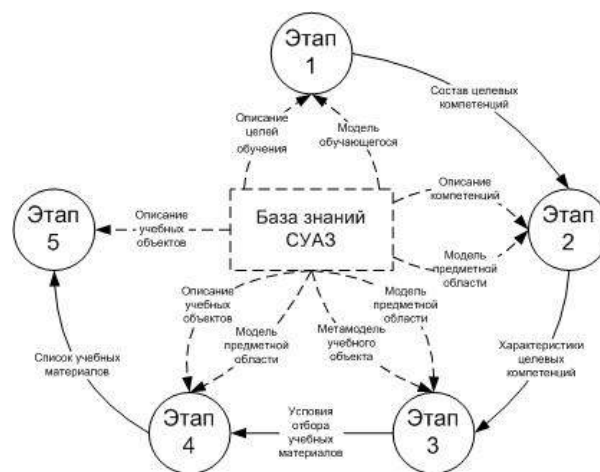 Этап
1
Состав целевых
компетенций
Описание
целей
обучения
Модель
обучающегося
Описание
компетенций
Этап
5
Описание
учебных
объектов
База знаний
СУАЗ
Этап
2
Модель
предметной
области
Описание
учебных
объектов
Модель
предметной
области
Метамодель
учебного
объекта
Модель
предметной
области
Список учебных
материалов
Характеристики
целевых
компетенций
Этап
4
Условия
отбора
учебных
материалов
Этап
3